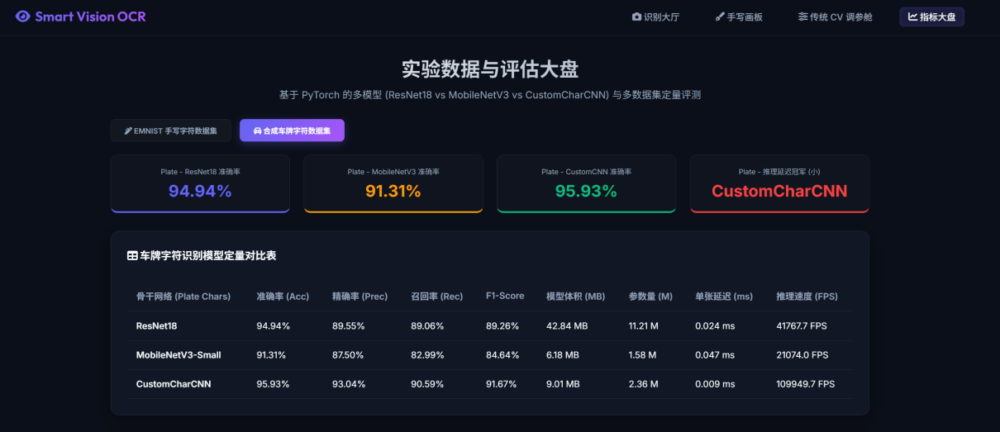 Smart Vision OCR
识别大厅 手写画板 传统 CV 调参舱 指标大盘
实验数据与评估大盘
基于 PyTorch 的多模型 (ResNet18 vs MobileNetV3 vs CustomCharCNN) 与多数据集定量评测
EMNIST 手写字符数据集 合成车牌字符数据集
Plate - ResNet18 准确率 Plate - MobileNetV3 准确率 Plate - CustomCNN 准确率 Plate - 推理延迟冠军 (小)
94.94% 91.31% 95.93% CustomCharCNN
车牌字符识别模型定量对比表
骨干网络 (Plate Chars) 准确率 (Acc) 精确率 (Prec) 召回率 (Rec) F1-Score 模型体积 (MB) 参数量 (M) 单张延迟 (ms) 推理速度 (FPS)
ResNet18 94.94% 89.55% 89.06% 89.26% 42.84 MB 11.21 M 0.024 ms 41767.7 FPS
MobileNetV3-Small 91.31% 87.50% 82.99% 84.64% 6.18 MB 1.58 M 0.047 ms 21074.0 FPS
CustomCharCNN 95.93% 93.04% 90.59% 91.67% 9.01 MB 2.36 M 0.009 ms 109949.7 FPS